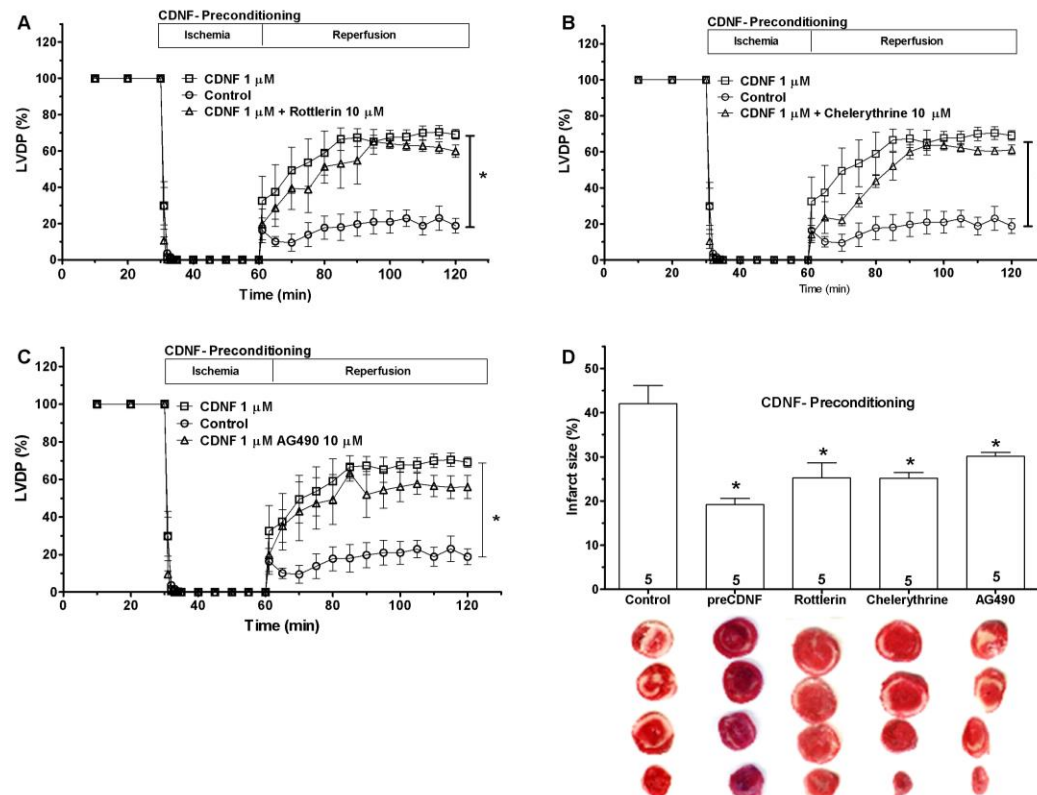 A
CDNF- Preconditioning
Ischemia Reperfusion
120
100
80
60
40
20
0
LVDP (%)
CDNF 1 µM
Control
CDNF 1 µM + Rottlerin 10 µM
*
0 20 40 60 80 100 120
Time (min)
B
CDNF- Preconditioning
Ischemia Reperfusion
120
100
80
60
40
20
0
LVDP (%)
CDNF 1 µM
Control
CDNF 1 µM + Chelerythrine 10 µM
*
0 20 40 60 80 100 120
Time (min)
C
CDNF- Preconditioning
Ischemia Reperfusion
120
100
80
60
40
20
0
LVDP (%)
CDNF 1 µM
Control
CDNF 1 µM AG490 10 µM
*
0 20 40 60 80 100 120
Time (min)
D
CDNF- Preconditioning
50
40
30
20
10
0
Infarct size (%)
* * * *
5 5 5 5 5
Control preCDNF Rottlerin Chelerythrine AG490